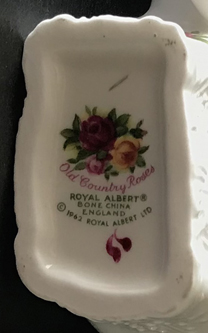 Old Country Roses
ROYAL ALBERT®
BONE CHINA
ENGLAND
© 1962 ROYAL ALBERT LTD